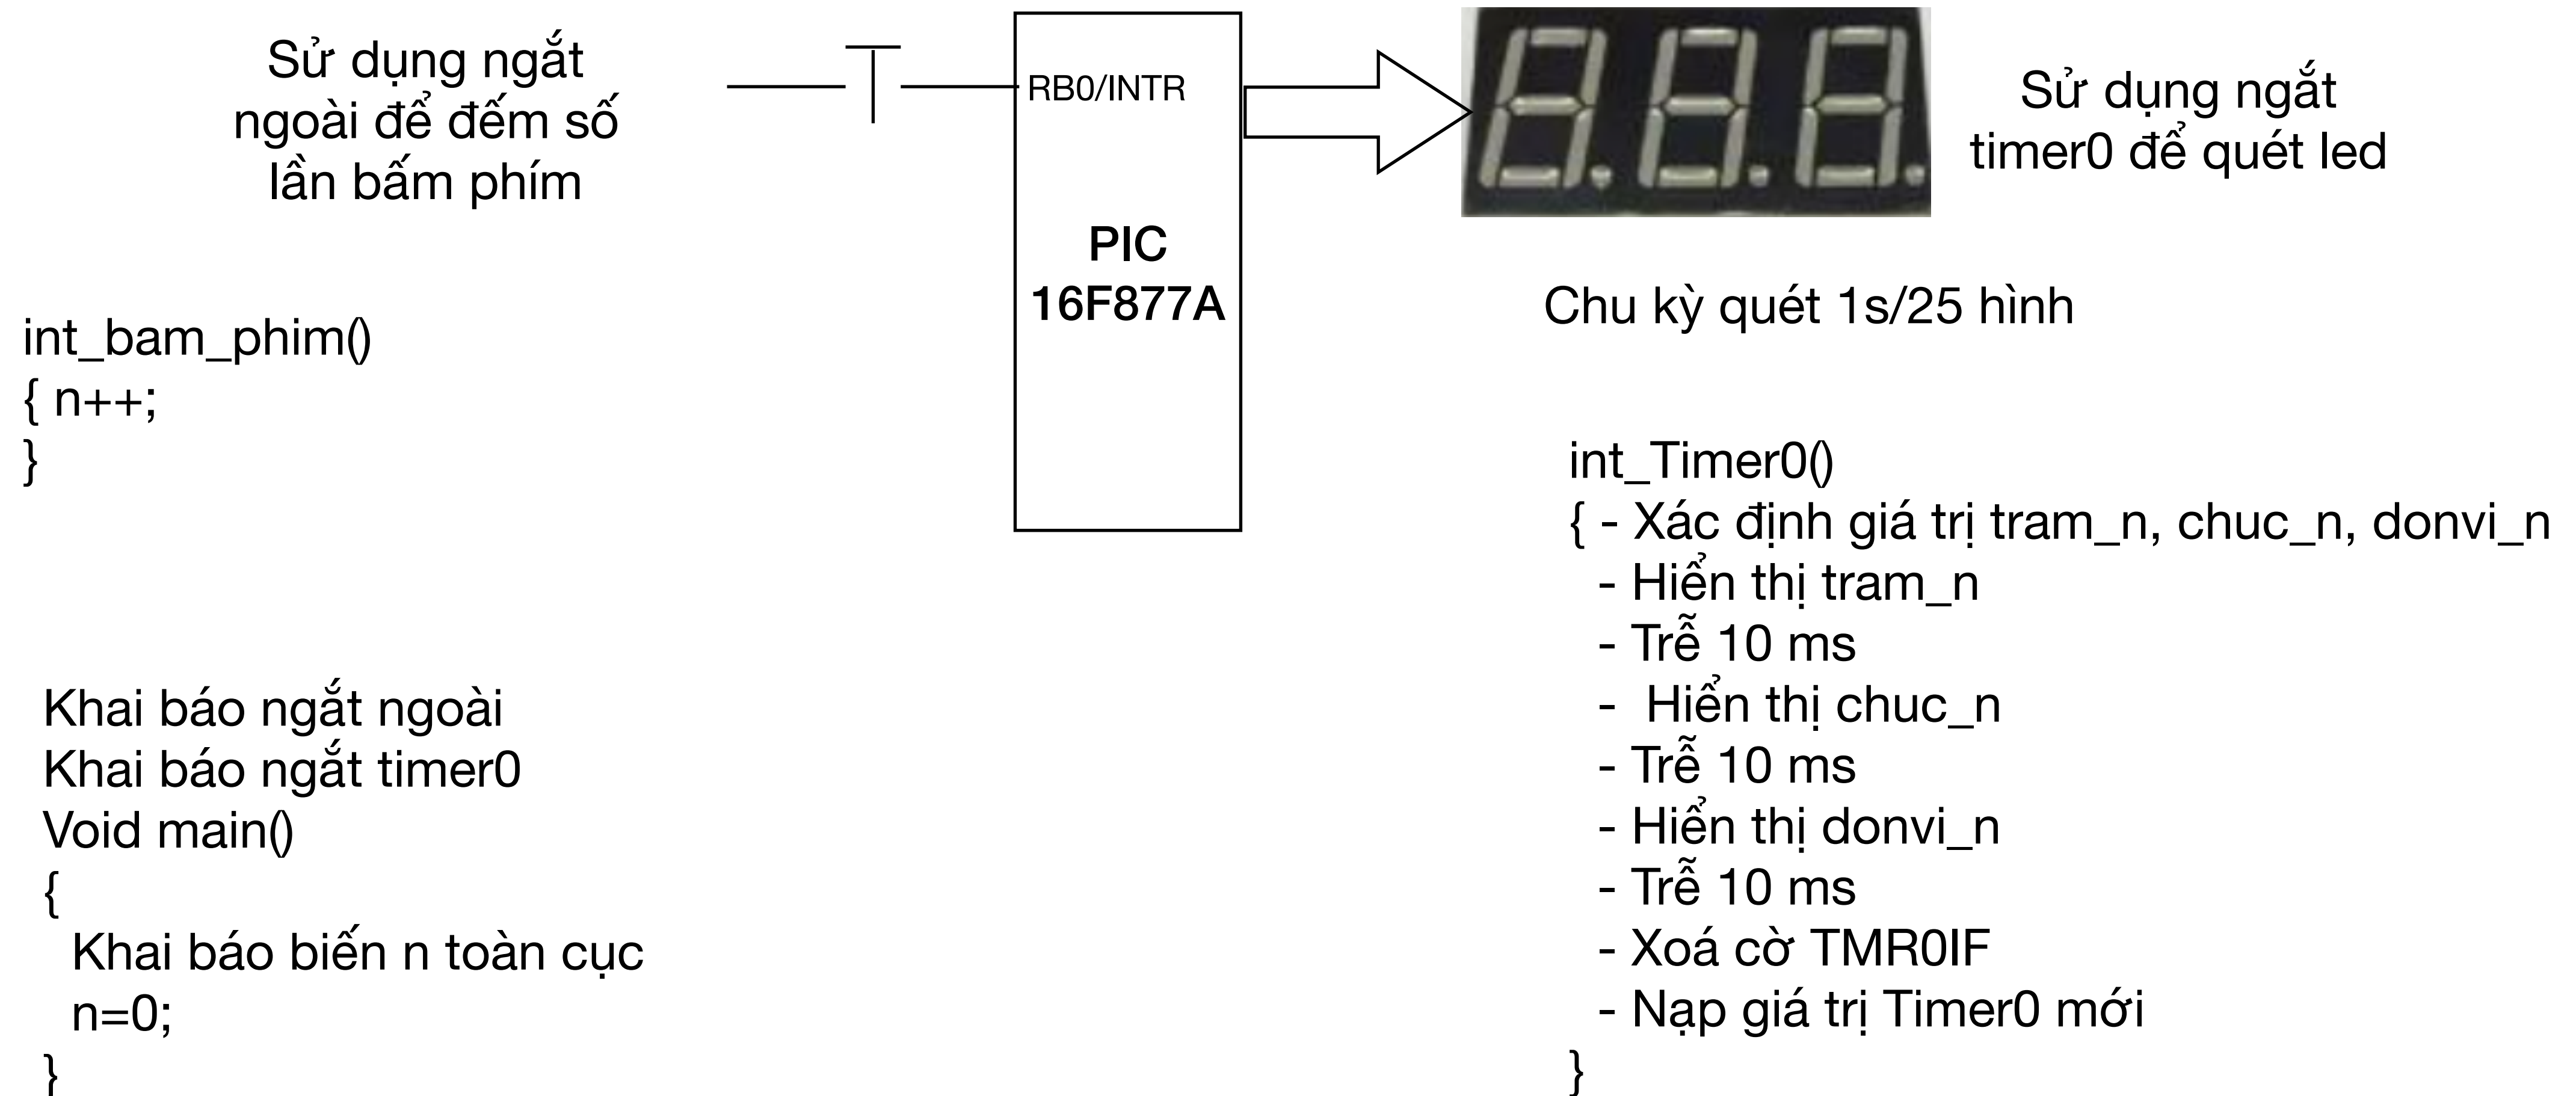 Sử dụng ngắt
ngoài để đếm số
lần bấm phím
RB0/INTR
PIC
16F877A
Sử dụng ngắt
timer0 để quét led
Chu kỳ quét 1s/25 hình
int_bam_phim()
{ n++;
}
Khai báo ngắt ngoài
Khai báo ngắt timer0
Void main()
{
Khai báo biến n toàn cục
n=0;
}
int_Timer0()
{ - Xác định giá trị tram_n, chuc_n, donvi_n
- Hiển thị tram_n
- Trễ 10 ms
- Hiển thị chuc_n
- Trễ 10 ms
- Hiển thị donvi_n
- Trễ 10 ms
- Xoá cờ TMR0IF
- Nạp giá trị Timer0 mới
}